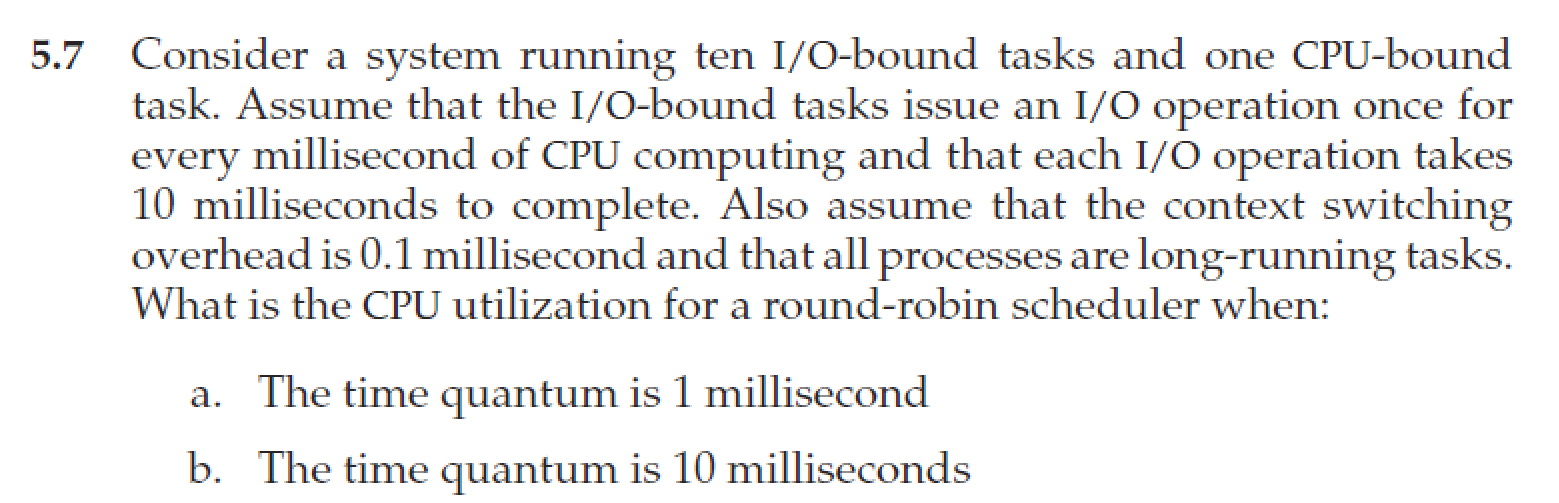 5.7 Consider a system running ten I/O-bound tasks and one CPU-bound
task. Assume that the I/O-bound tasks issue an I/O operation once for
every millisecond of CPU computing and that each I/O operation takes
10 milliseconds to complete. Also assume that the context switching
overhead is 0.1 millisecond and that all processes are long-running tasks.
What is the CPU utilization for a round-robin scheduler when:
a. The time quantum is 1 millisecond
b. The time quantum is 10 milliseconds